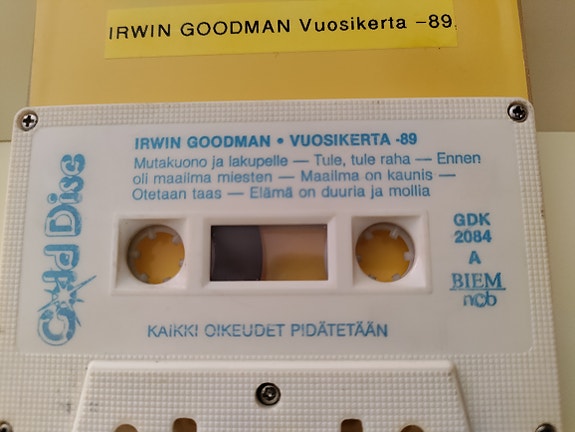 IRWIN GOODMAN Vuosikerta –89
IRWIN GOODMAN • VUOSIKERTA -89
Mutakuono ja lakupelle — Tule, tule raha — Ennen
oli maailma miesten — Maailma on kaunis —
Otetaan taas — Elämä on duuria ja mollia
Gold Disc
GDK
2084
A
BIEM
ncb
KAIKKI OIKEUDET PIDÄTETÄÄN